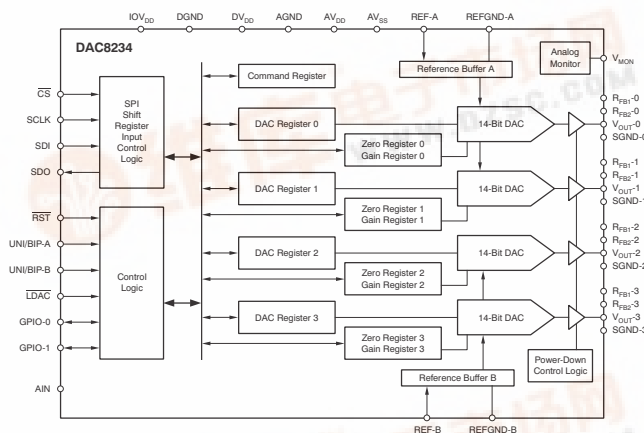 IOVDD DGND DVDD AGND AVDD AVSS REF-A REFGND-A
DAC8234
Analog
Monitor
VMON
Reference Buffer A
Command Register
CS
SCLK
SDI
SDO
SPI
Shift
Register
Input
Control
Logic
DAC Register 0
14-Bit DAC
Zero Register 0
Gain Register 0
RFB1-0
RFB2-0
VOUT-0
SGND-0
DAC Register 1
14-Bit DAC
Zero Register 1
Gain Register 1
RFB1-1
RFB2-1
VOUT-1
SGND-1
RST
UNI/BIP-A
UNI/BIP-B
LDAC
GPIO-0
GPIO-1
Control
Logic
DAC Register 2
14-Bit DAC
Zero Register 2
Gain Register 2
RFB1-2
RFB2-2
VOUT-2
SGND-2
DAC Register 3
14-Bit DAC
Zero Register 3
Gain Register 3
RFB1-3
RFB2-3
VOUT-3
SGND-3
Power-Down
Control Logic
Reference Buffer B
AIN
REF-B REFGND-B